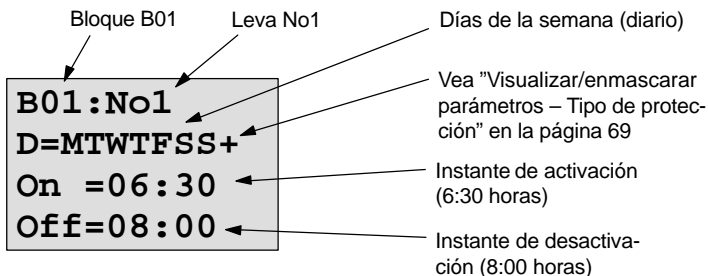 Bloque B01
Leva No1
Días de la semana (diario)
B01:No1
D=MTWTFSS+
On =06:30
Off=08:00
Vea ”Visualizar/enmascarar
parámetros – Tipo de protec-
ción” en la página 69
Instante de activación
(6:30 horas)
Instante de desactiva-
ción (8:00 horas)